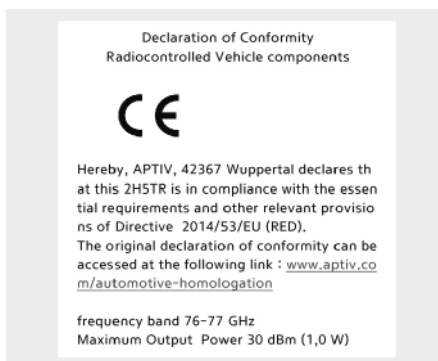 Declaration of Conformity
Radiocontrolled Vehicle components
CE
Hereby, APTIV, 42367 Wuppertal declares th
at this 2H5TR is in compliance with the essen
tial requirements and other relevant provisio
ns of Directive 2014/53/EU (RED).
The original declaration of conformity can be
accessed at the following link : www.aptiv.co
m/automotive-homologation
frequency band 76-77 GHz
Maximum Output Power 30 dBm (1,0 W)